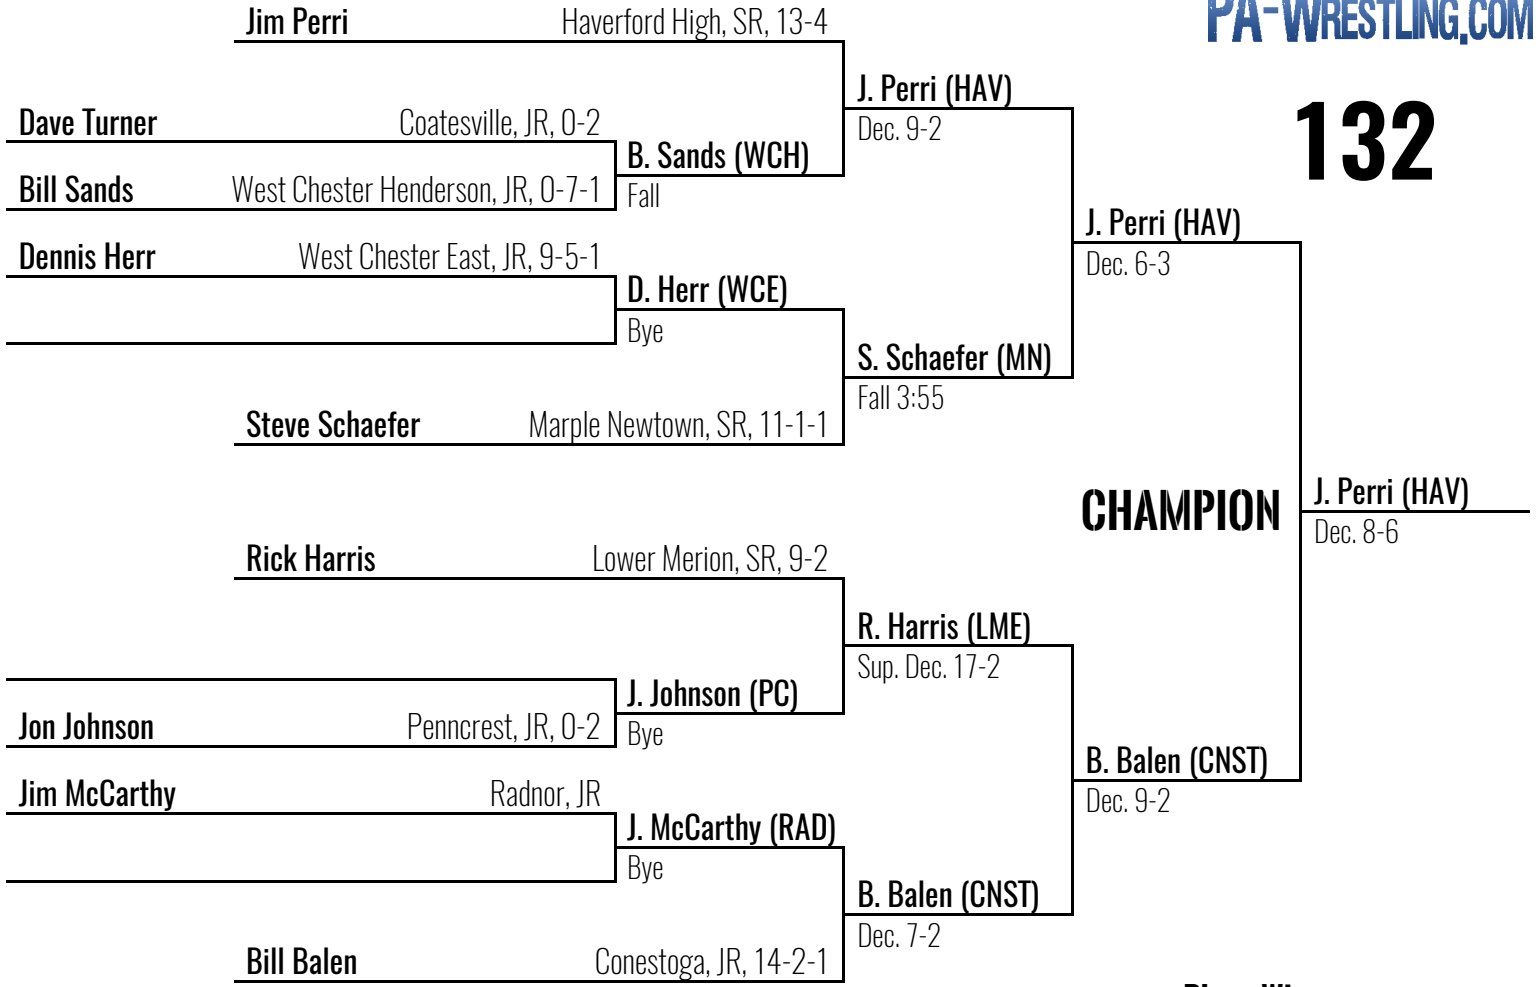 Jim Perri Haverford High, SR, 13-4
PA-WRESTLING.COM
J. Perri (HAV)
Dec. 9-2
132
Dave Turner Coatesville, JR, 0-2
B. Sands (WCH)
Fall
Bill Sands West Chester Henderson, JR, 0-7-1
J. Perri (HAV)
Dec. 6-3
Dennis Herr West Chester East, JR, 9-5-1
D. Herr (WCE)
Bye
S. Schaefer (MN)
Fall 3:55
Steve Schaefer Marple Newtown, SR, 11-1-1
CHAMPION
J. Perri (HAV)
Dec. 8-6
Rick Harris Lower Merion, SR, 9-2
R. Harris (LME)
Sup. Dec. 17-2
J. Johnson (PC)
Bye
Jon Johnson Penncrest, JR, 0-2
B. Balen (CNST)
Dec. 9-2
Jim McCarthy Radnor, JR
J. McCarthy (RAD)
Bye
B. Balen (CNST)
Dec. 7-2
Bill Balen Conestoga, JR, 14-2-1